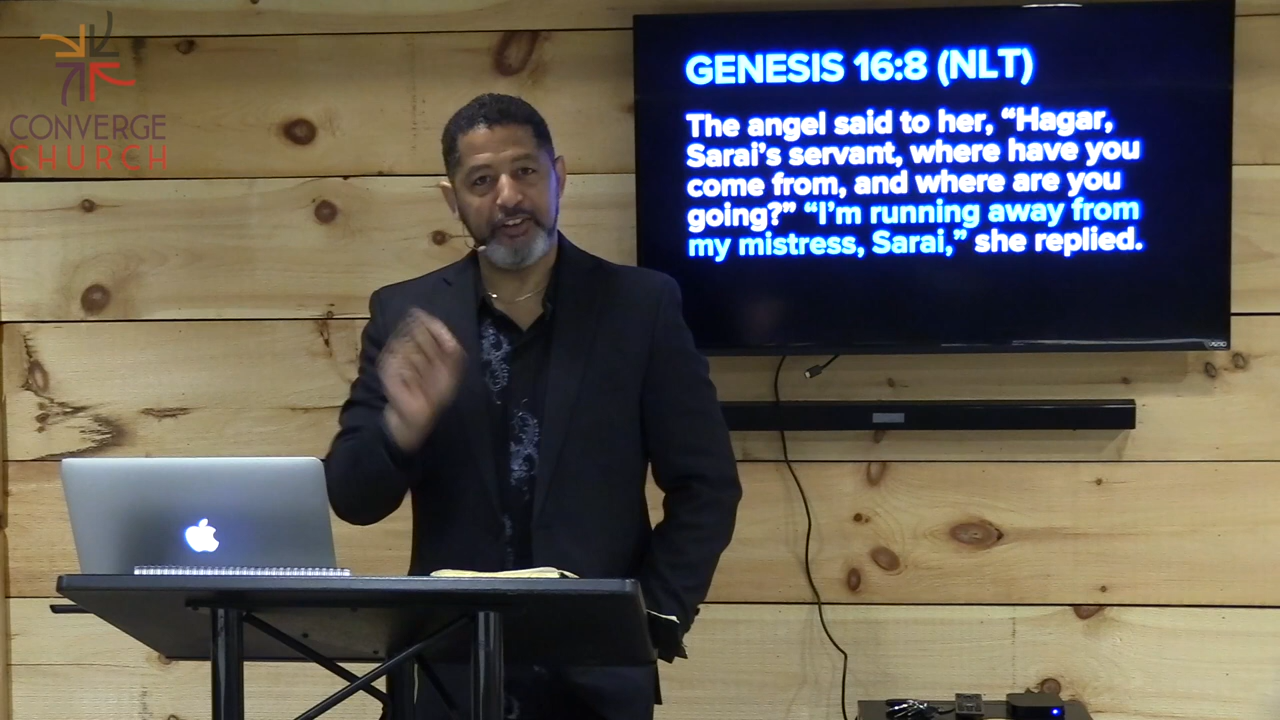 CONVERGE
CHURCH
GENESIS 16:8 (NLT)
The angel said to her, “Hagar,
Sarai’s servant, where have you
come from, and where are you
going?” “I’m running away from
my mistress, Sarai,” she replied.
VIZIO